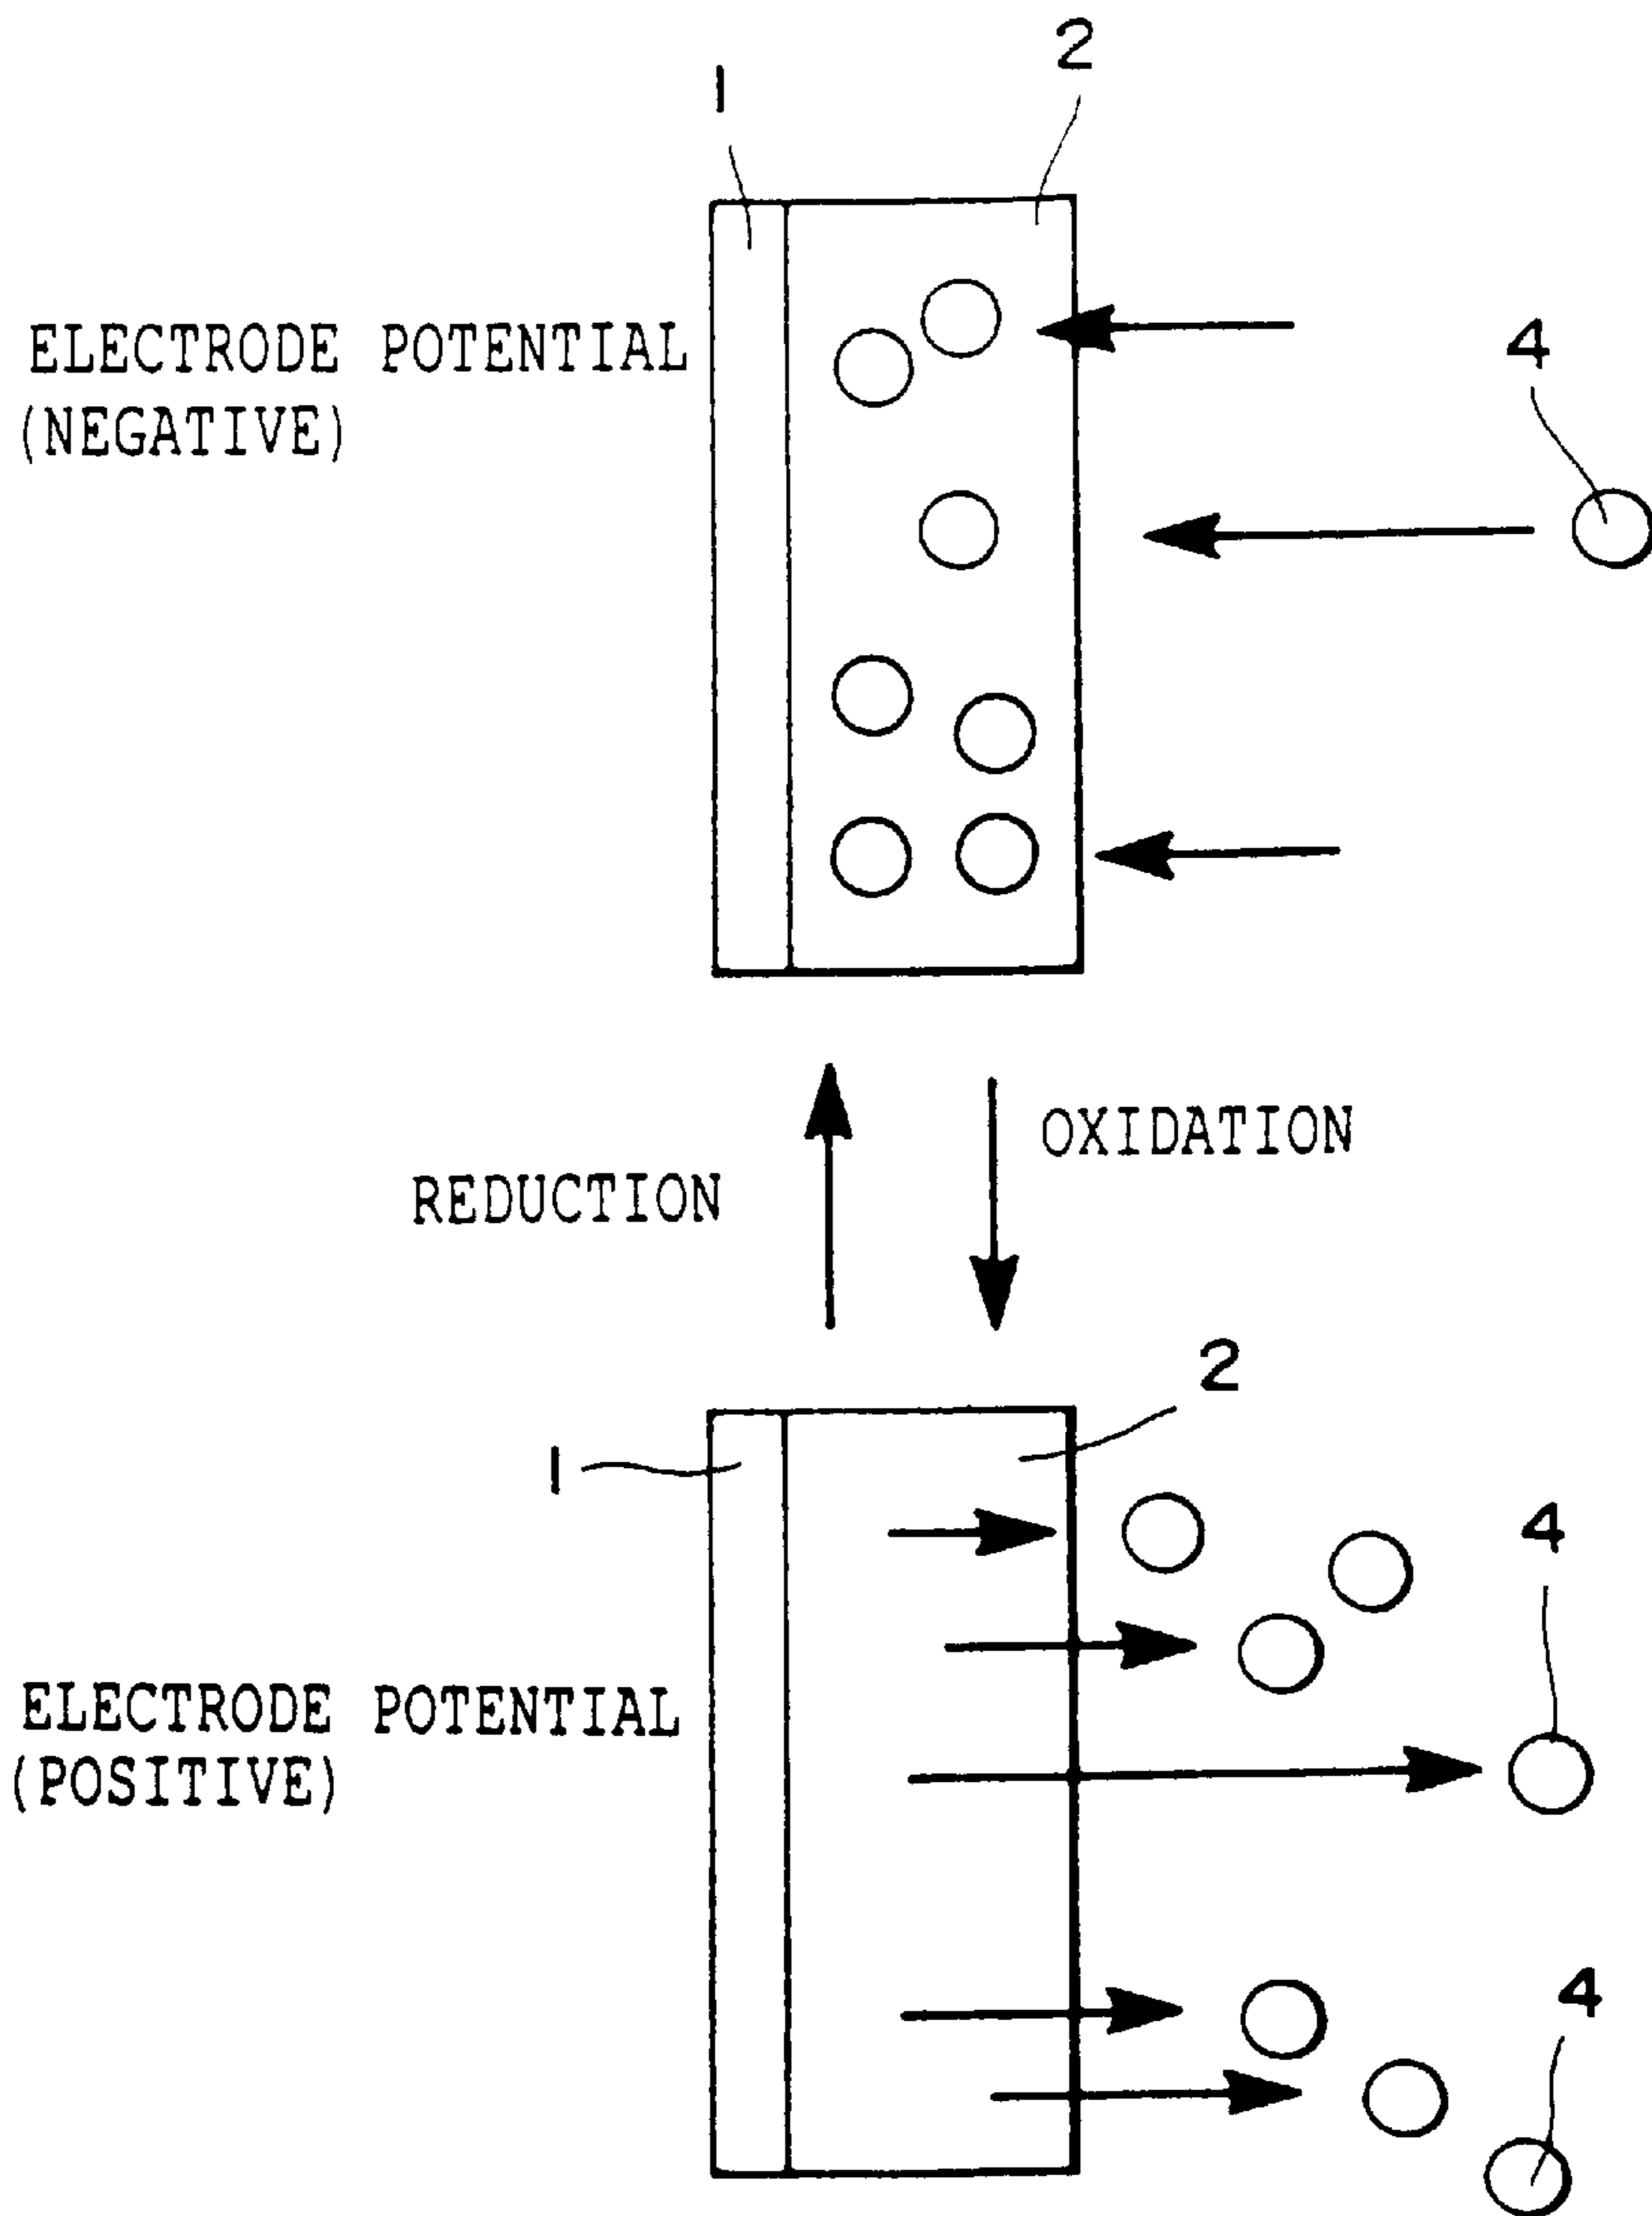 1
2
ELECTRODE POTENTIAL
(NEGATIVE)
4
OXIDATION
REDUCTION
2
1
4
ELECTRODE POTENTIAL
(POSITIVE)
4